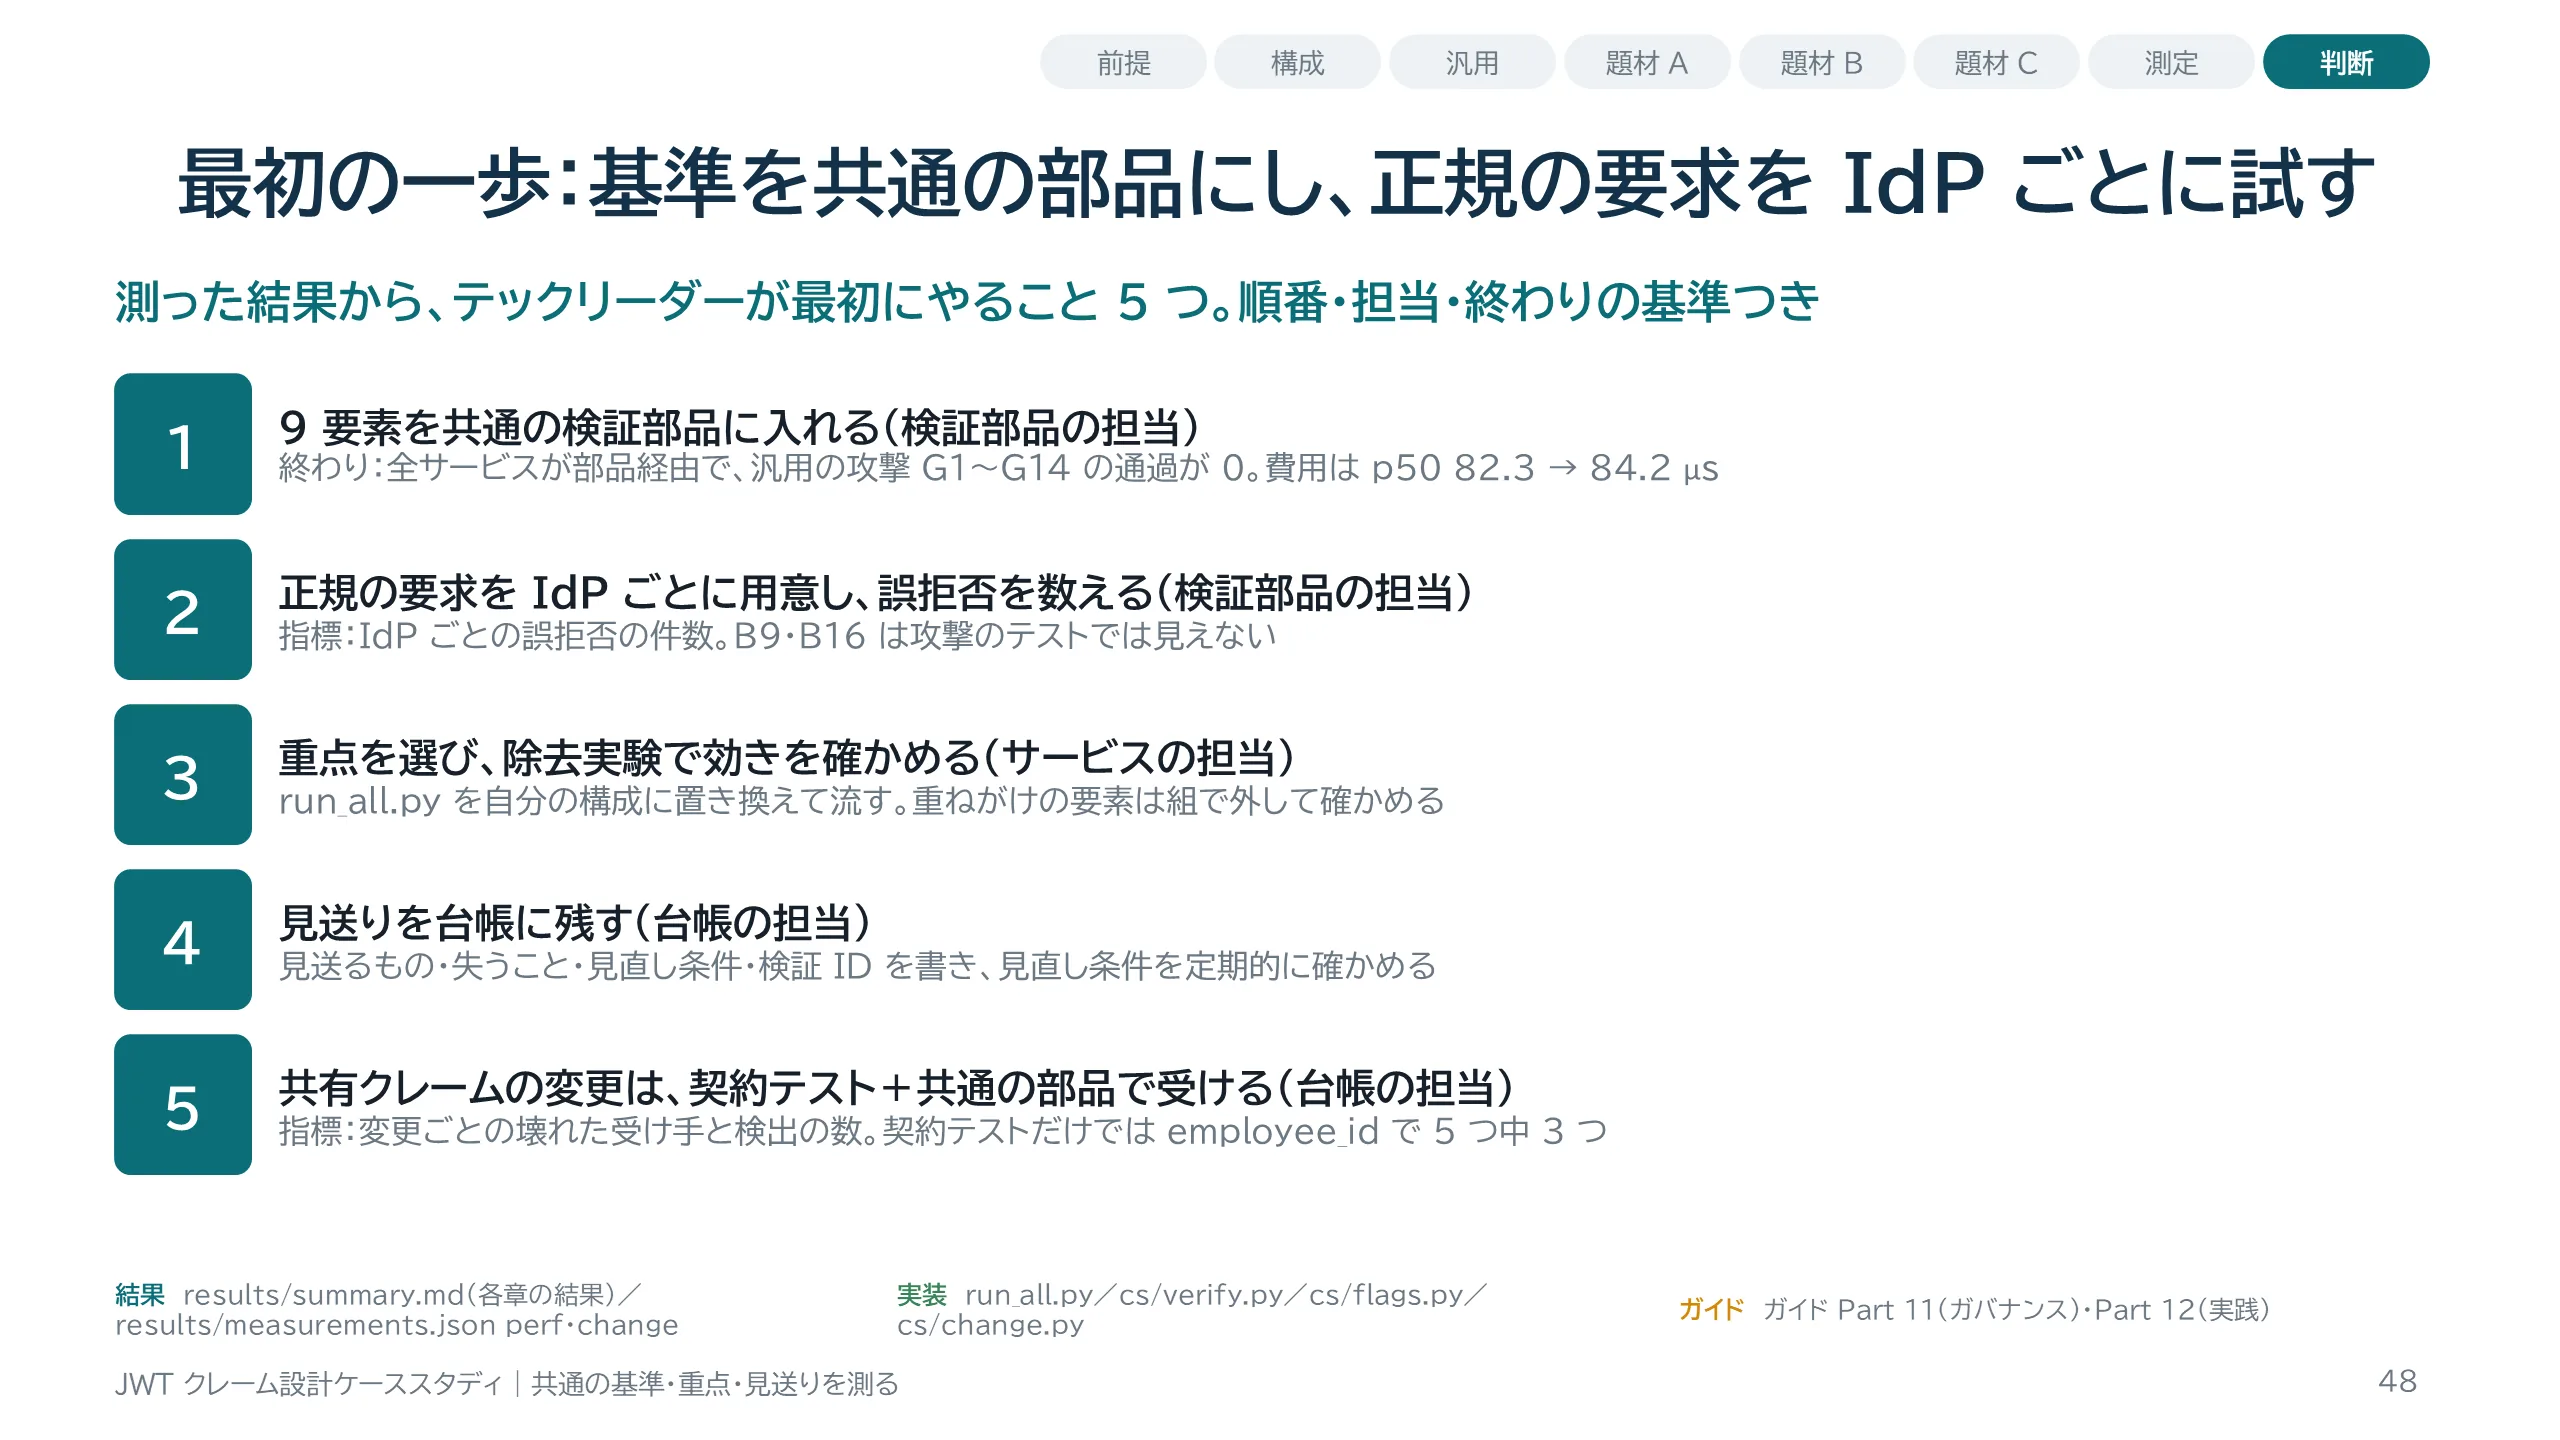 前提
構成
汎用
題材 A
題材 B
題材 C
測定
判断
最初の一歩：基準を共通の部品にし、正規の要求を IdP ごとに試す
測った結果から、テックリーダーが最初にやること 5 つ。順番・担当・終わりの基準つき
1
9 要素を共通の検証部品に入れる（検証部品の担当）
終わり：全サービスが部品経由で、汎用の攻撃 G1～G14 の通過が 0。費用は p50 82.3 → 84.2 μs
2
正規の要求を IdP ごとに用意し、誤拒否を数える（検証部品の担当）
指標：IdP ごとの誤拒否の件数。B9・B16 は攻撃のテストでは見えない
3
重点を選び、除去実験で効きを確かめる（サービスの担当）
run_all.py を自分の構成に置き換えて流す。重ねがけの要素は組で外して確かめる
4
見送りを台帳に残す（台帳の担当）
見送るもの・失うこと・見直し条件・検証 ID を書き、見直し条件を定期的に確かめる
5
共有クレームの変更は、契約テスト＋共通の部品で受ける（台帳の担当）
指標：変更ごとの壊れた受け手と検出の数。契約テストだけでは employee_id で 5 つ中 3 つ
結果 results/summary.md（各章の結果）／
results/measurements.json perf・change
実装 run_all.py／cs/verify.py／cs/flags.py／
cs/change.py
ガイド ガイド Part 11（ガバナンス）・Part 12（実践）
JWT クレーム設計ケーススタディ｜共通の基準・重点・見送りを測る
48